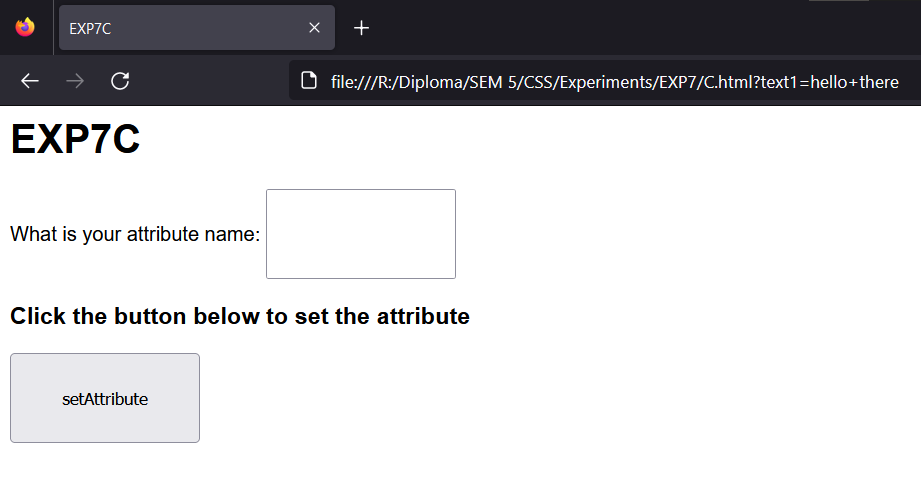 EXP7C
file:///R:/Diploma/SEM 5/CSS/Experiments/EXP7/C.html?text1=hello+there
EXP7C
What is your attribute name:
Click the button below to set the attribute
setAttribute